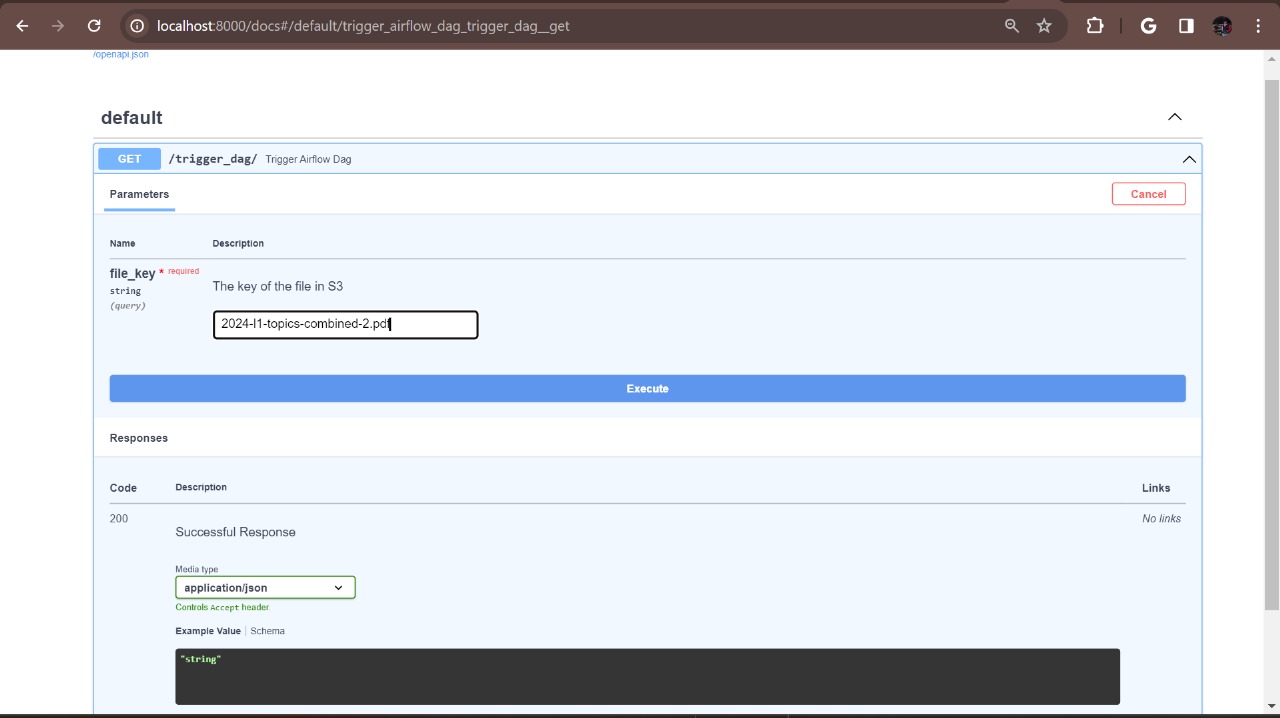 localhost:8000/docs#/default/trigger_airflow_dag_trigger_dag__get
/openapi.json
default
GET /trigger_dag/ Trigger Airflow Dag
Parameters Cancel
Name Description
file_key * required
string
(query)
The key of the file in S3
2024-l1-topics-combined-2.pdf
Execute
Responses
Code Description Links
200 No links
Successful Response
Media type
application/json
Controls Accept header.
Example Value Schema
"string"